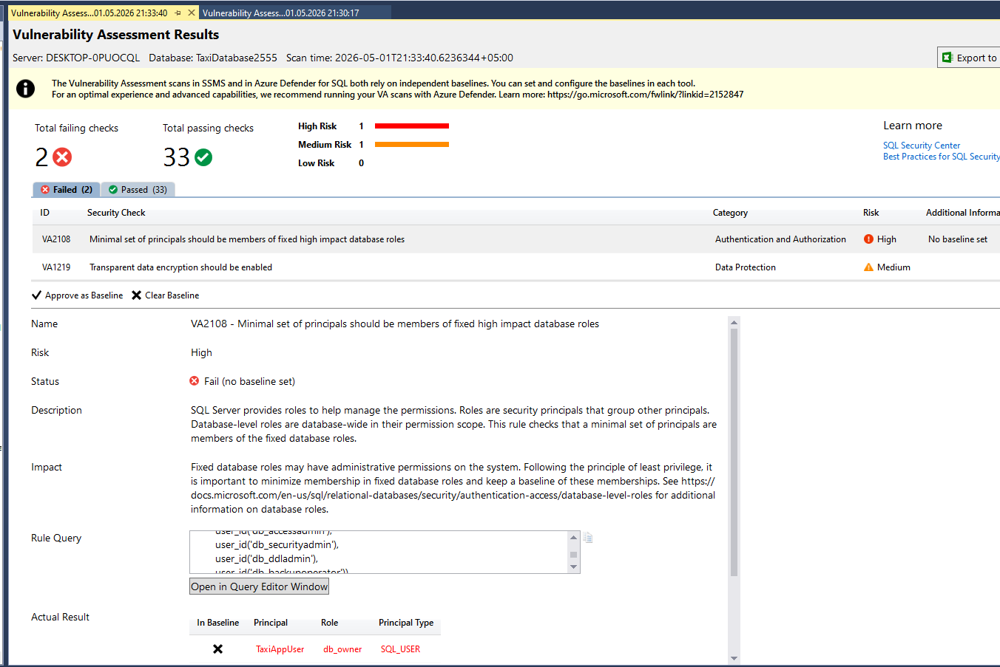 Vulnerability Assess...01.05.2026 21:33:40
Vulnerability Assess...01.05.2026 21:30:17
Vulnerability Assessment Results
Server: DESKTOP-0PUOCQL Database: TaxiDatabase2555 Scan time: 2026-05-01T21:33:40.6236344+05:00
Export to
The Vulnerability Assessment scans in SSMS and in Azure Defender for SQL both rely on independent baselines. You can set and configure the baselines in each tool.
For an optimal experience and advanced capabilities, we recommend running your VA scans with Azure Defender. Learn more: https://go.microsoft.com/fwlink/?linkid=2152847
Total failing checks
2
Total passing checks
33
High Risk 1
Medium Risk 1
Low Risk 0
Learn more
SQL Security Center
Best Practices for SQL Security
Failed (2)
Passed (33)
ID Security Check Category Risk Additional Informa
VA2108 Minimal set of principals should be members of fixed high impact database roles Authentication and Authorization High No baseline set
VA1219 Transparent data encryption should be enabled Data Protection Medium
Approve as Baseline Clear Baseline
Name VA2108 - Minimal set of principals should be members of fixed high impact database roles
Risk High
Status Fail (no baseline set)
Description SQL Server provides roles to help manage the permissions. Roles are security principals that group other principals.
Database-level roles are database-wide in their permission scope. This rule checks that a minimal set of principals are
members of the fixed database roles.
Impact Fixed database roles may have administrative permissions on the system. Following the principle of least privilege, it
is important to minimize membership in fixed database roles and keep a baseline of these memberships. See https://
docs.microsoft.com/en-us/sql/relational-databases/security/authentication-access/database-level-roles for additional
information on database roles.
Rule Query
user_id('db_accessadmin'),
user_id('db_securityadmin'),
user_id('db_ddladmin'),
user_id('db_backupoperator'))
Open in Query Editor Window
Actual Result
In Baseline Principal Role Principal Type
TaxiAppUser db_owner SQL_USER